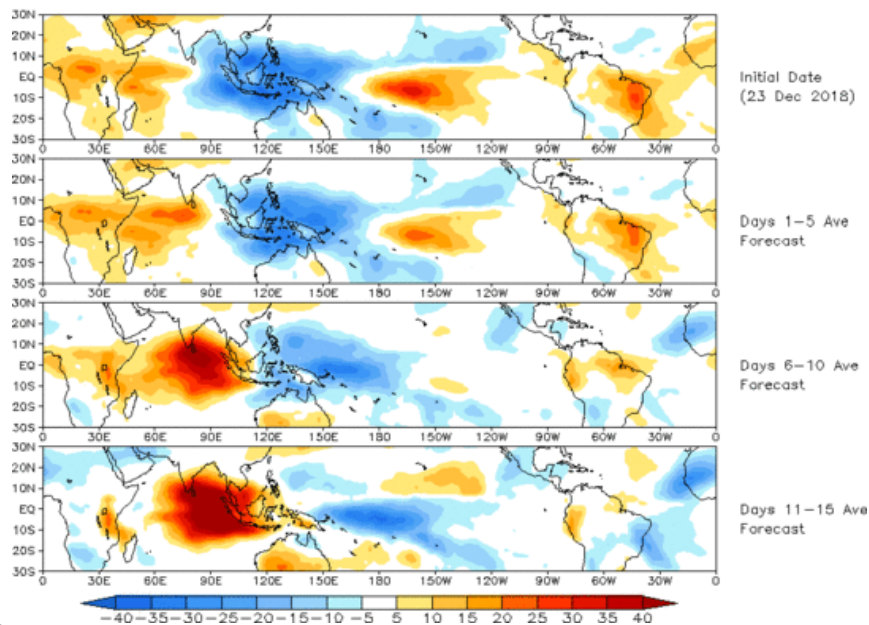 30N
20N
10N
EQ
10S
20S
30S
0 30E 60E 90E 120E 150E 180 150W 120W 90W 60W 30W 0
Initial Date
(23 Dec 2018)
30N
20N
10N
EQ
10S
20S
30S
0 30E 60E 90E 120E 150E 180 150W 120W 90W 60W 30W 0
Days 1-5 Ave
Forecast
30N
20N
10N
EQ
10S
20S
30S
0 30E 60E 90E 120E 150E 180 150W 120W 90W 60W 30W 0
Days 6-10 Ave
Forecast
30N
20N
10N
EQ
10S
20S
30S
0 30E 60E 90E 120E 150E 180 150W 120W 90W 60W 30W 0
Days 11-15 Ave
Forecast
-40 -35 -30 -25 -20 -15 -10 -5 5 10 15 20 25 30 35 40